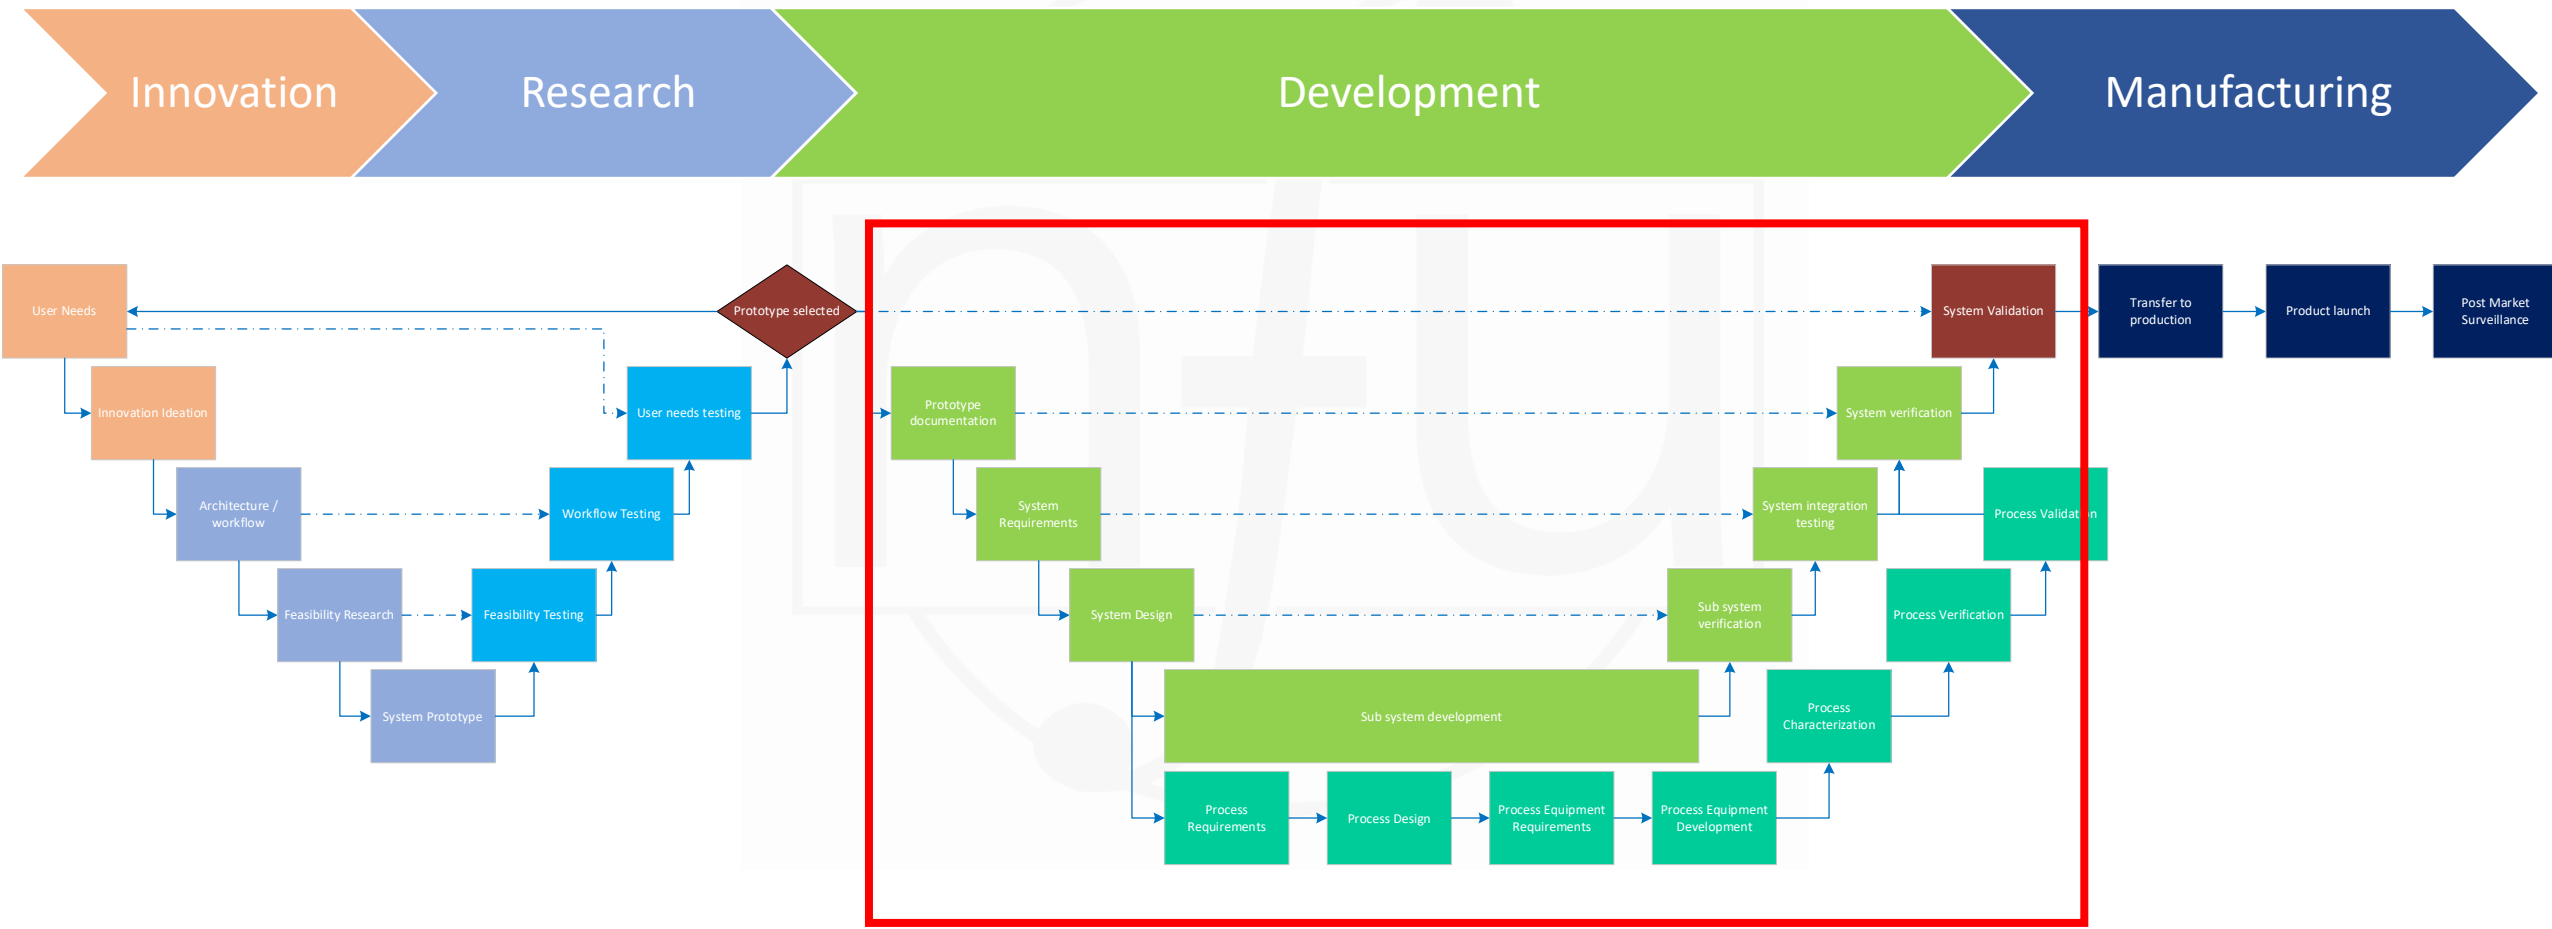 Innovation
Research
Development
Manufacturing
User Needs
Prototype selected
System Validation
Transfer to
production
Product launch
Post Market
Surveillance
Innovation Ideation
User needs testing
Prototype
documentation
System verification
Architecture /
workflow
Workflow Testing
System
Requirements
System integration
testing
Process Validation
Feasibility Research
Feasibility Testing
System Design
Sub system
verification
Process Verification
System Prototype
Sub system development
Process
Characterization
Process
Requirements
Process Design
Process Equipment
Requirements
Process Equipment
Development
nfu